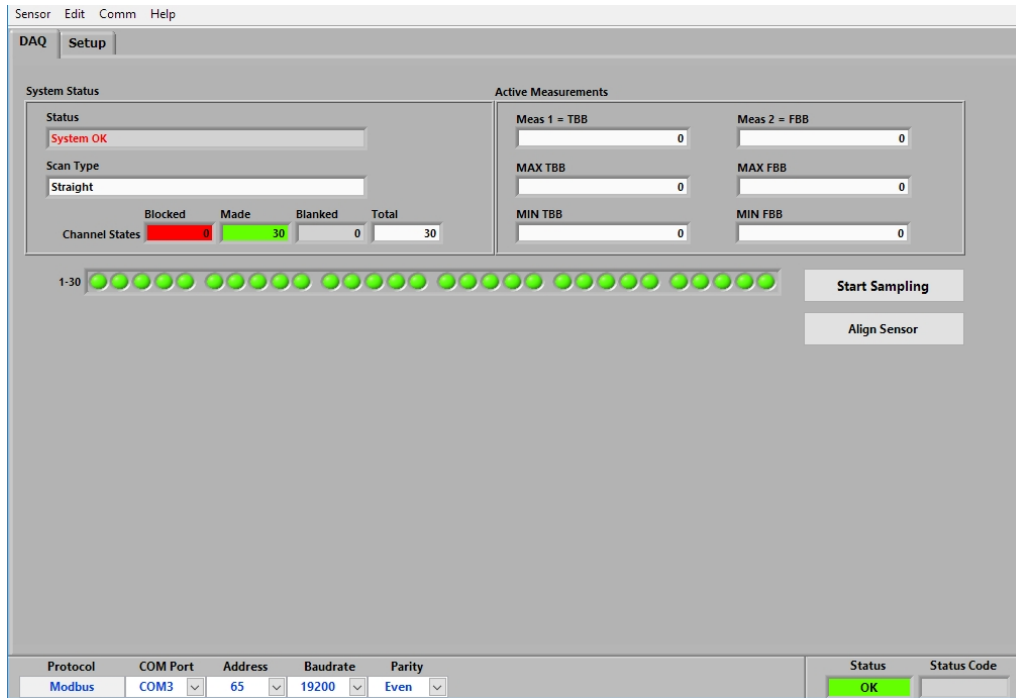 Sensor Edit Comm Help
DAQ Setup
System Status
Status
System OK
Scan Type
Straight
Blocked Made Blanked Total
Channel States 0 30 0 30
Active Measurements
Meas 1 = TBB Meas 2 = FBB
0 0
MAX TBB MAX FBB
0 0
MIN TBB MIN FBB
0 0
1-30
Start Sampling
Align Sensor
Protocol COM Port Address Baudrate Parity
Modbus COM3 65 19200 Even
Status Status Code
OK